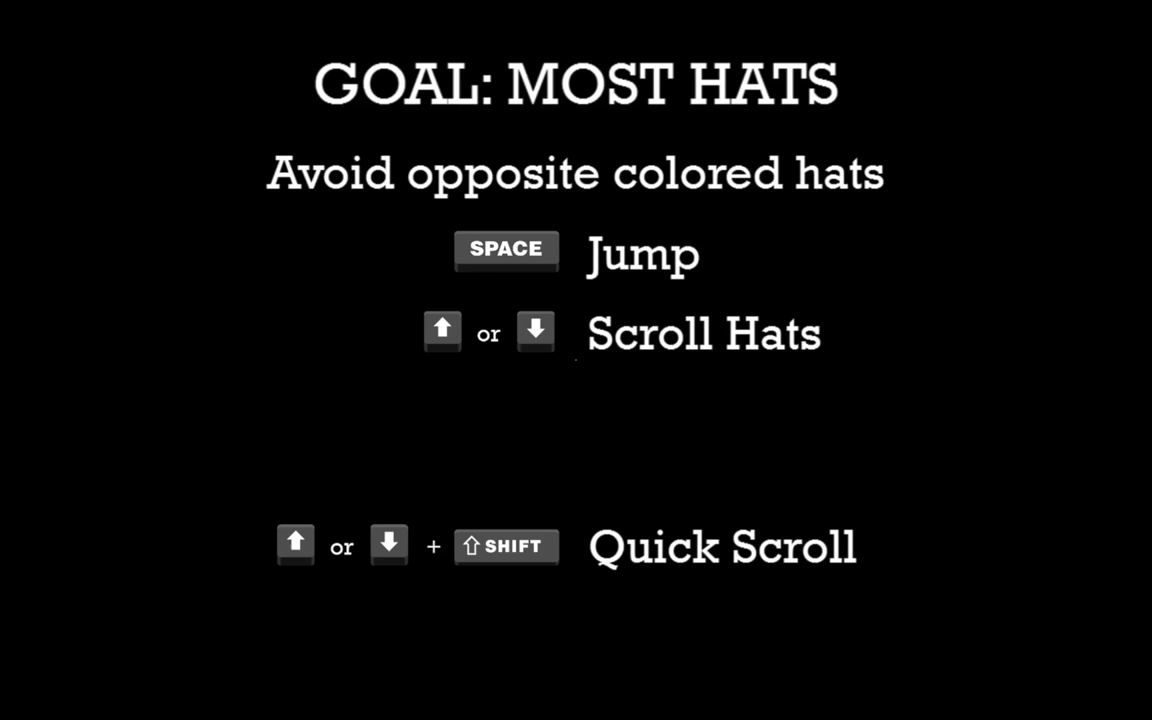 GOAL: MOST HATS
Avoid opposite colored hats
SPACE Jump
⬆ or ⬇ Scroll Hats
⬆ or ⬇ + ⇧ SHIFT Quick Scroll